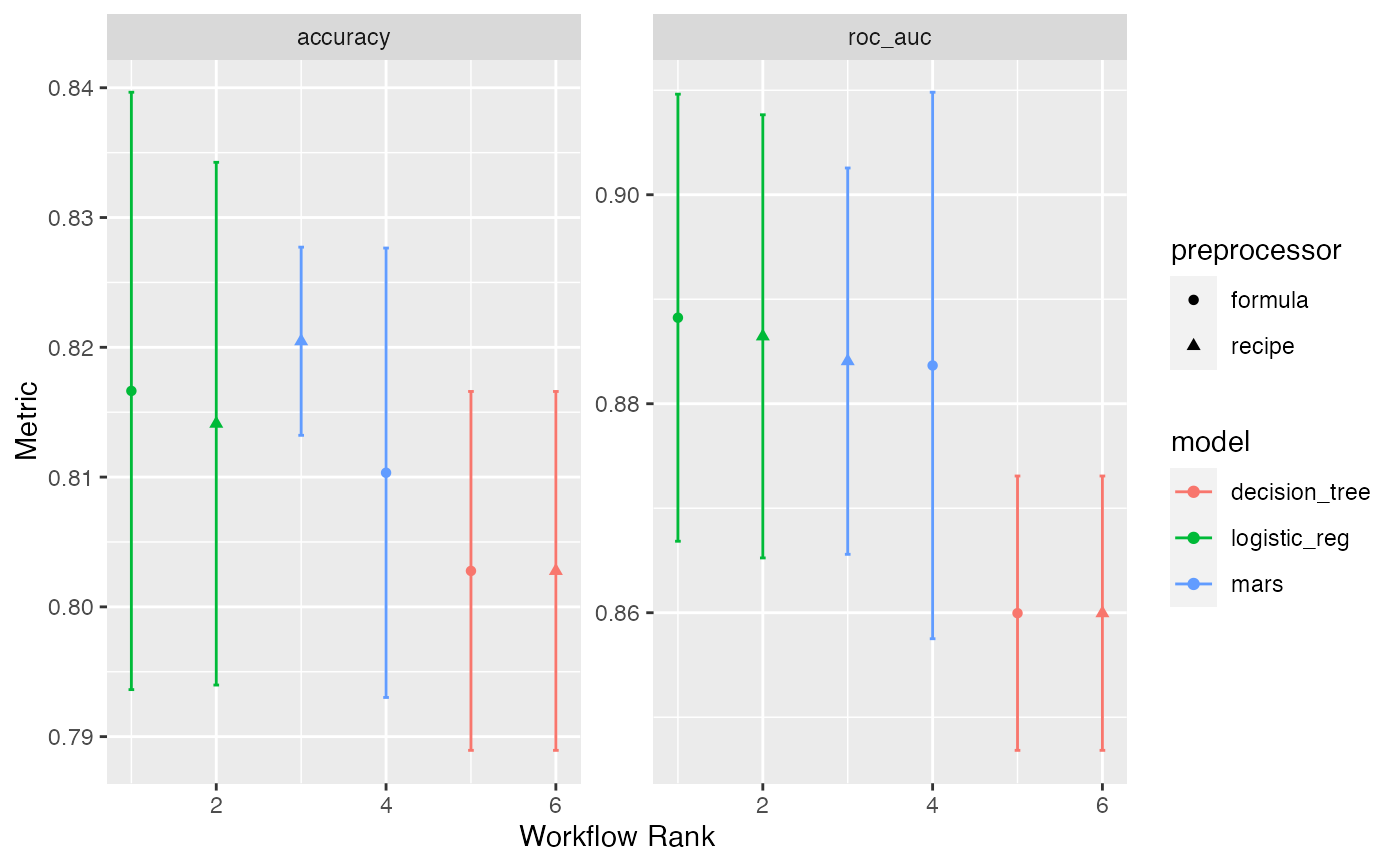 accuracy
roc_auc
0.84
0.83
0.82
0.81
0.80
0.79
0.90
0.88
0.86
2
4
6
2
4
6
Metric
Workflow Rank
preprocessor
formula
recipe
model
decision_tree
logistic_reg
mars